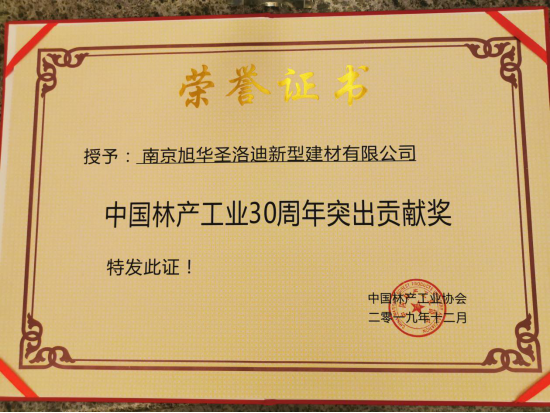 荣誉证书
授予：南京旭华圣洛迪新型建材有限公司
中国林产工业30周年突出贡献奖
特发此证！
中国林产工业协会
二零一九年十二月